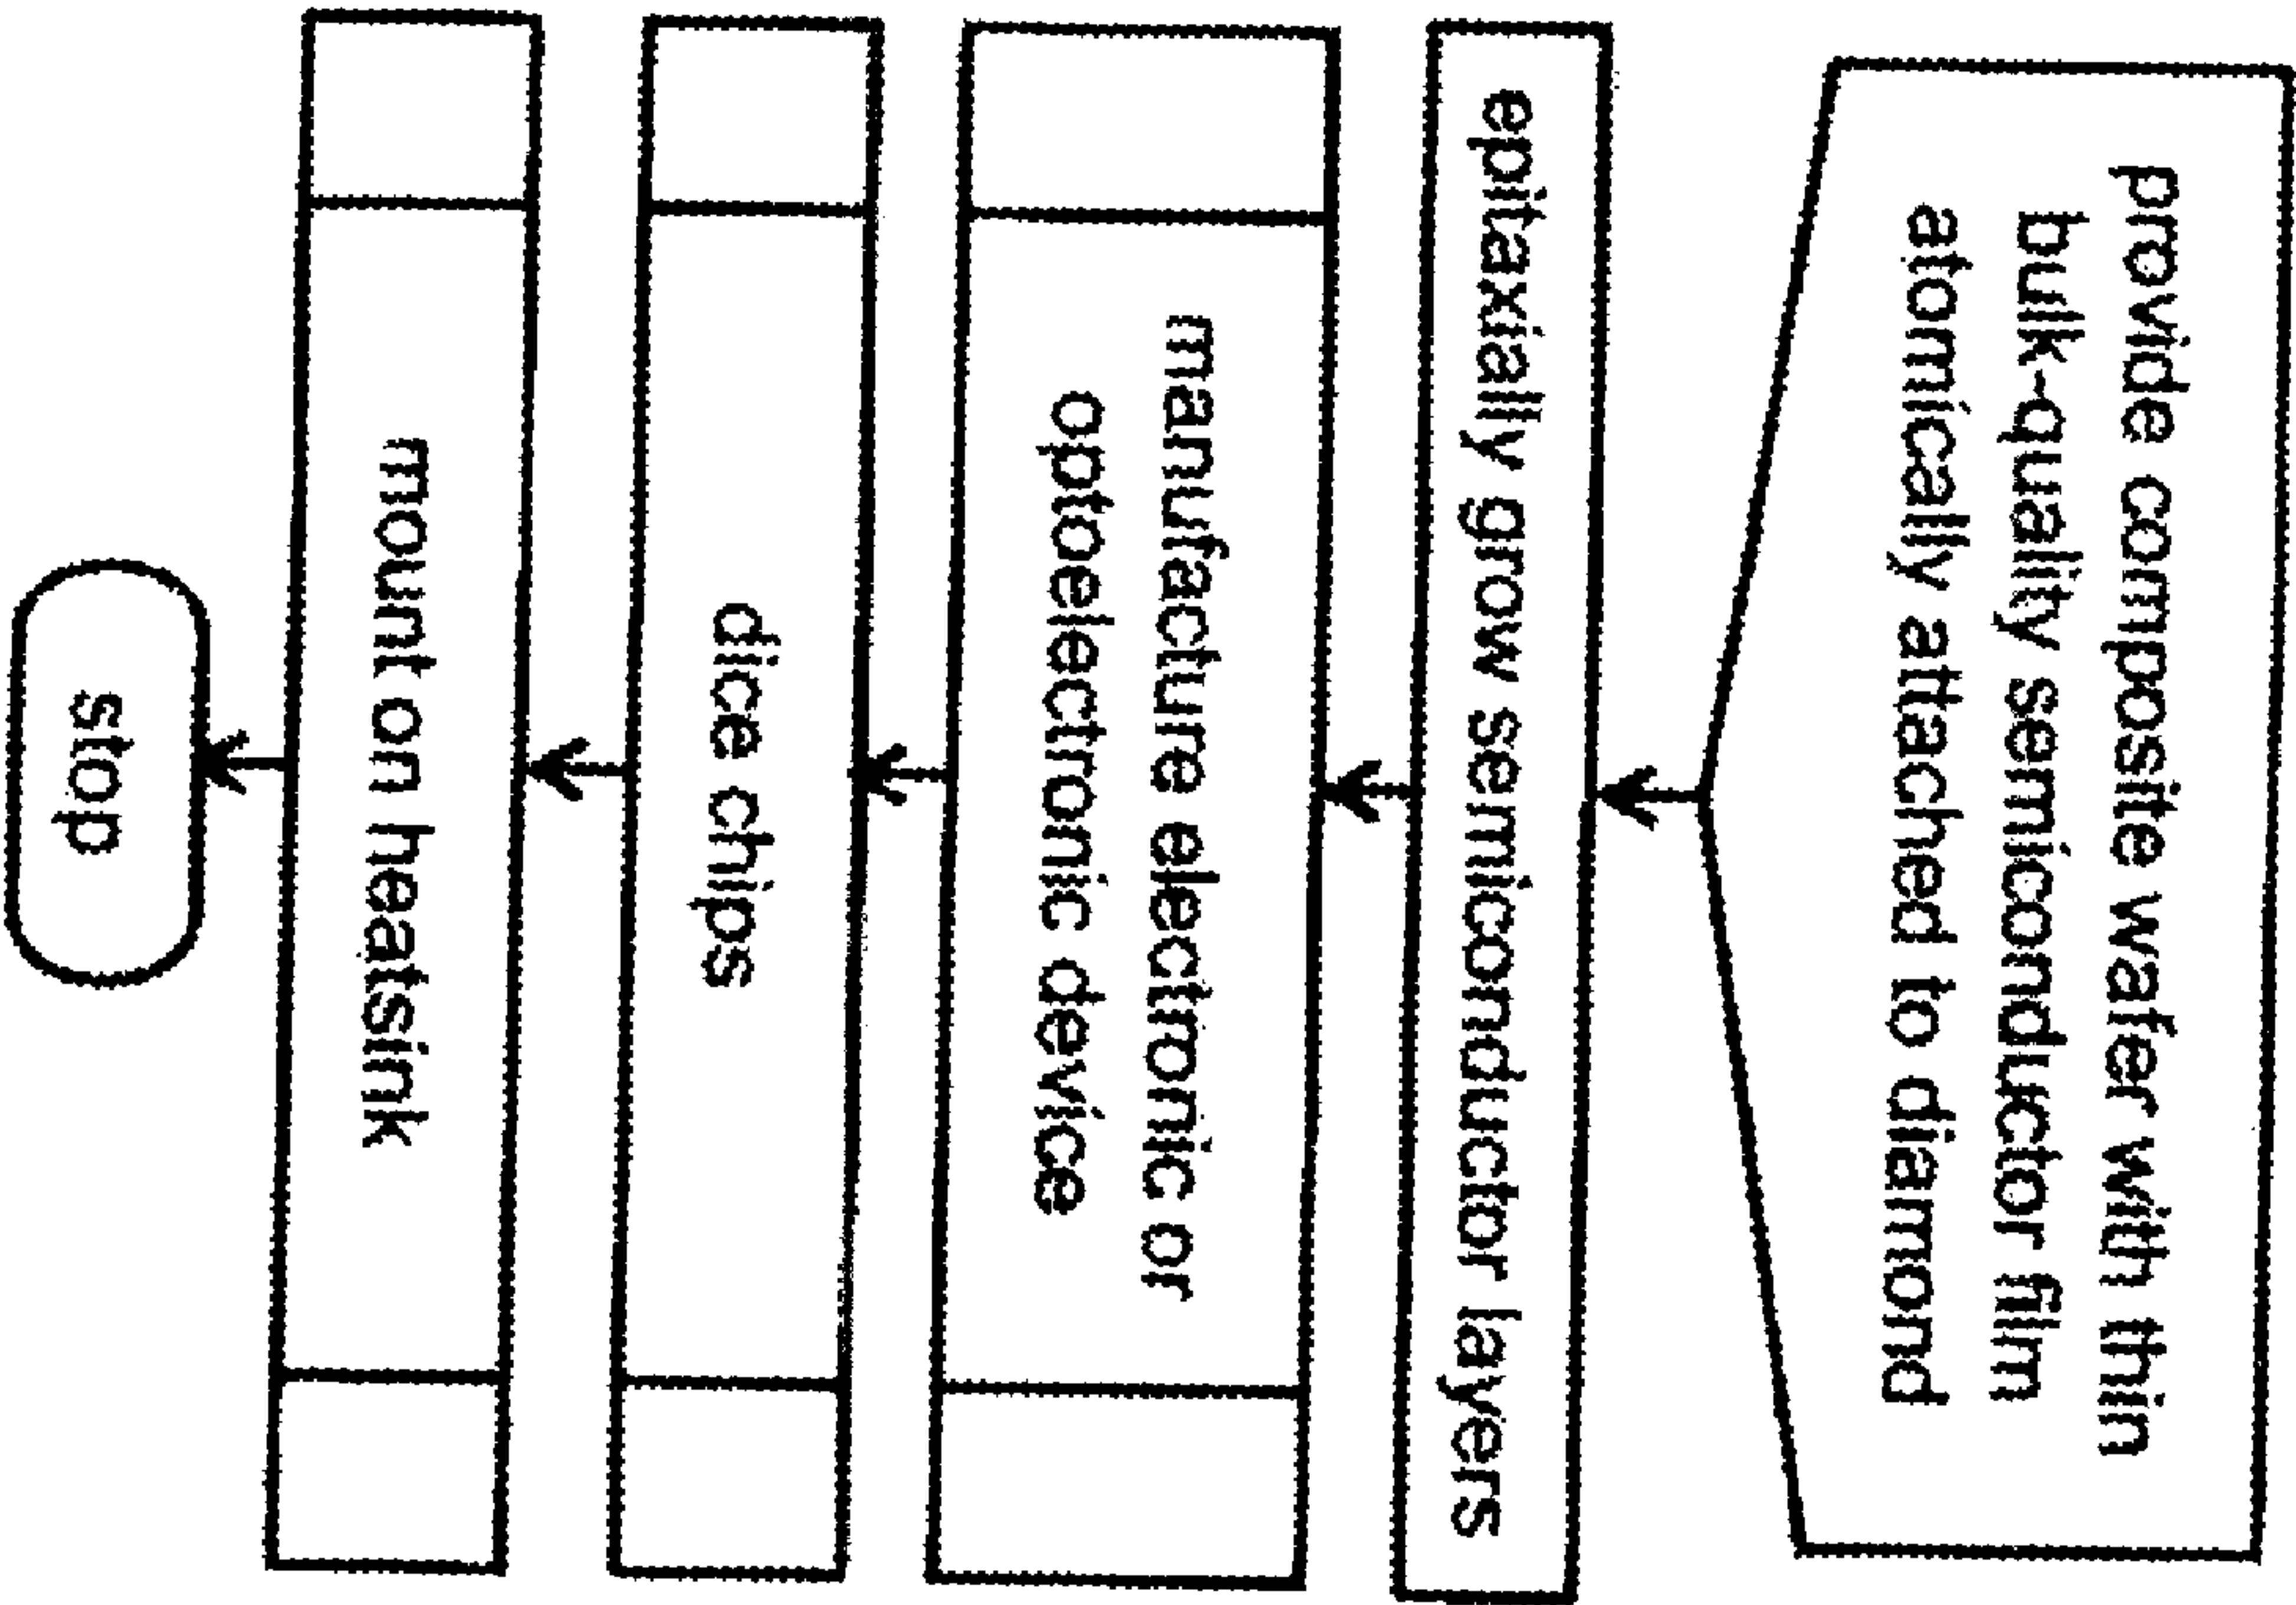 provide composite wafer with thin
bulk-quality semiconductor film
atomically attached to diamond
epitaxially grow semiconductor layers
manufacture electronic or
optoelectronic device
dice chips
mount on heatsink
stop